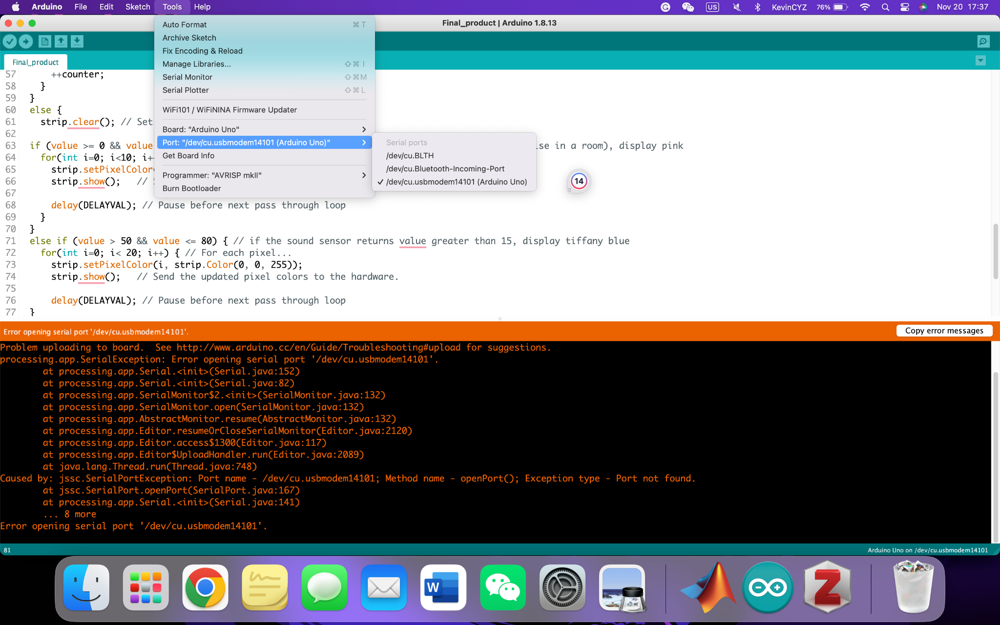 Arduino File Edit Sketch Tools Help US KevinCYZ 76% Nov 20 17:37
Final_product | Arduino 1.8.13
Final_product
Auto Format ⌘ T
Archive Sketch
Fix Encoding & Reload
Manage Libraries... ⇧⌘ I
Serial Monitor ⇧⌘M
Serial Plotter ⇧⌘ L
WiFi101 / WiFiNINA Firmware Updater
Board: "Arduino Uno"
Port: "/dev/cu.usbmodem14101 (Arduino Uno)"
Get Board Info
Programmer: "AVRISP mkII"
Burn Bootloader
Serial ports
/dev/cu.BLTH
/dev/cu.Bluetooth-Incoming-Port
✓ /dev/cu.usbmodem14101 (Arduino Uno)
14
57 ++counter;
58 }
59 }
60 else {
61 strip.clear(); // Set
62
63 if (value >= 0 && value se in a room), display pink
64 for(int i=0; i<10; i+
65 strip.setPixelColor
66 strip.show(); //
67
68 delay(DELAYVAL); // Pause before next pass through loop
69 }
70 }
71 else if (value > 50 && value <= 80) { // if the sound sensor returns value greater than 15, display tiffany blue
72 for(int i=0; i< 20; i++) { // For each pixel...
73 strip.setPixelColor(i, strip.Color(0, 0, 255));
74 strip.show(); // Send the updated pixel colors to the hardware.
75
76 delay(DELAYVAL); // Pause before next pass through loop
77 }
Error opening serial port '/dev/cu.usbmodem14101'.
Copy error messages
Problem uploading to board. See http://www.arduino.cc/en/Guide/Troubleshooting#upload for suggestions.
processing.app.SerialException: Error opening serial port '/dev/cu.usbmodem14101'.
at processing.app.Serial.<init>(Serial.java:152)
at processing.app.Serial.<init>(Serial.java:82)
at processing.app.SerialMonitor$2.<init>(SerialMonitor.java:132)
at processing.app.SerialMonitor.open(SerialMonitor.java:132)
at processing.app.AbstractMonitor.resume(AbstractMonitor.java:132)
at processing.app.Editor.resumeOrCloseSerialMonitor(Editor.java:2120)
at processing.app.Editor.access$1300(Editor.java:117)
at processing.app.Editor$UploadHandler.run(Editor.java:2089)
at java.lang.Thread.run(Thread.java:748)
Caused by: jssc.SerialPortException: Port name - /dev/cu.usbmodem14101; Method name - openPort(); Exception type - Port not found.
at jssc.SerialPort.openPort(SerialPort.java:167)
at processing.app.Serial.<init>(Serial.java:141)
... 8 more
Error opening serial port '/dev/cu.usbmodem14101'.
81
Arduino Uno on /dev/cu.usbmodem14101
W
Z